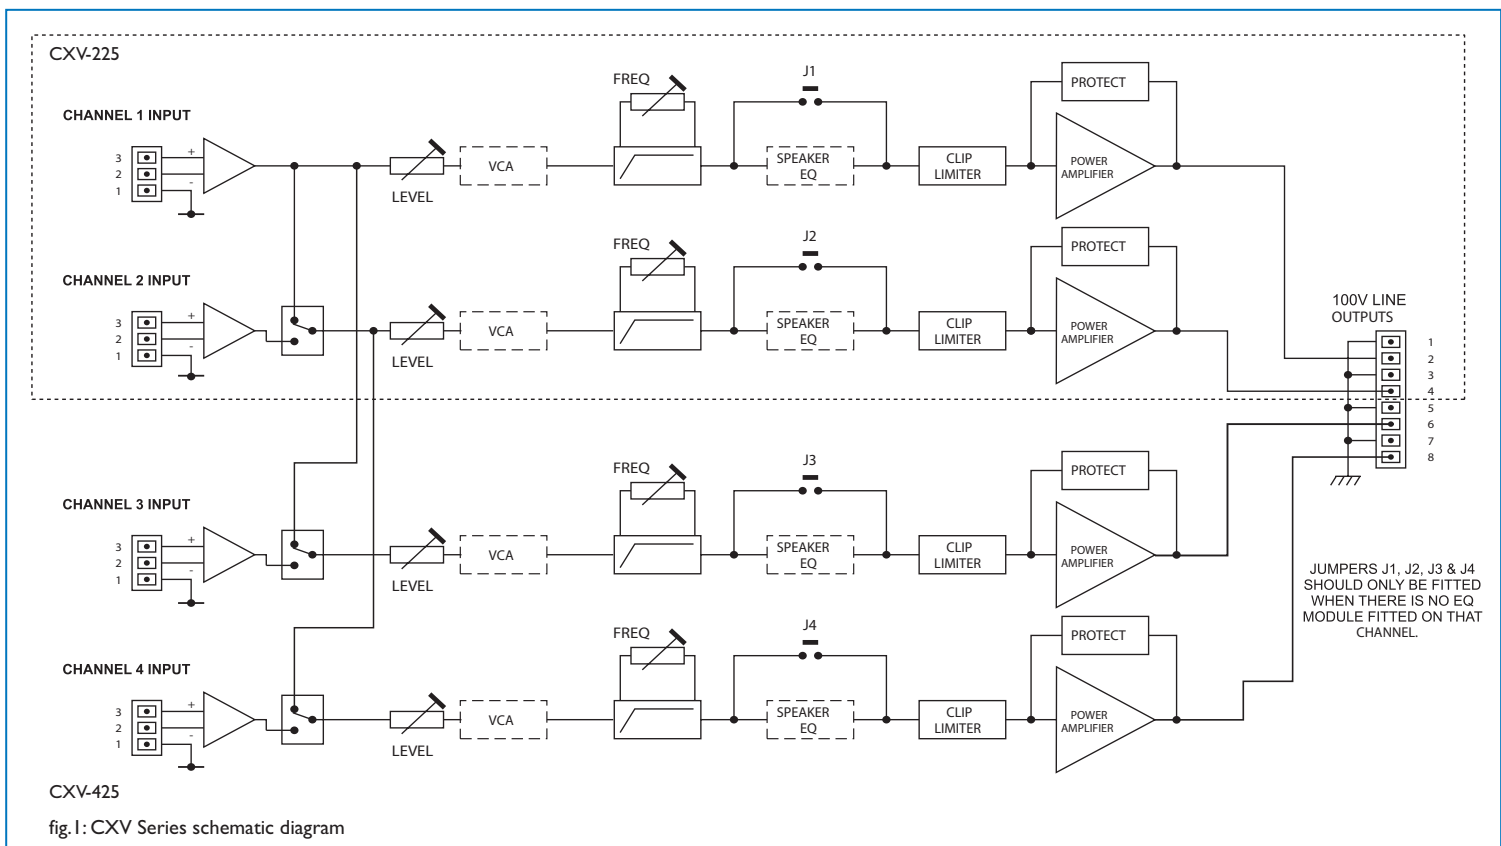 CXV-225
CHANNEL 1 INPUT
3
2
1
+
-
LEVEL
VCA
FREQ
J1
SPEAKER
EQ
CLIP
LIMITER
PROTECT
POWER
AMPLIFIER
CHANNEL 2 INPUT
3
2
1
+
-
LEVEL
VCA
FREQ
J2
SPEAKER
EQ
CLIP
LIMITER
PROTECT
POWER
AMPLIFIER
100V LINE
OUTPUTS
1
2
3
4
5
6
7
8
CHANNEL 3 INPUT
3
2
1
+
-
LEVEL
VCA
FREQ
J3
SPEAKER
EQ
CLIP
LIMITER
PROTECT
POWER
AMPLIFIER
JUMPERS J1, J2, J3 & J4
SHOULD ONLY BE FITTED
WHEN THERE IS NO EQ
MODULE FITTED ON THAT
CHANNEL.
CHANNEL 4 INPUT
3
2
1
+
-
LEVEL
VCA
FREQ
J4
SPEAKER
EQ
CLIP
LIMITER
PROTECT
POWER
AMPLIFIER
CXV-425
fig.1: CXV Series schematic diagram